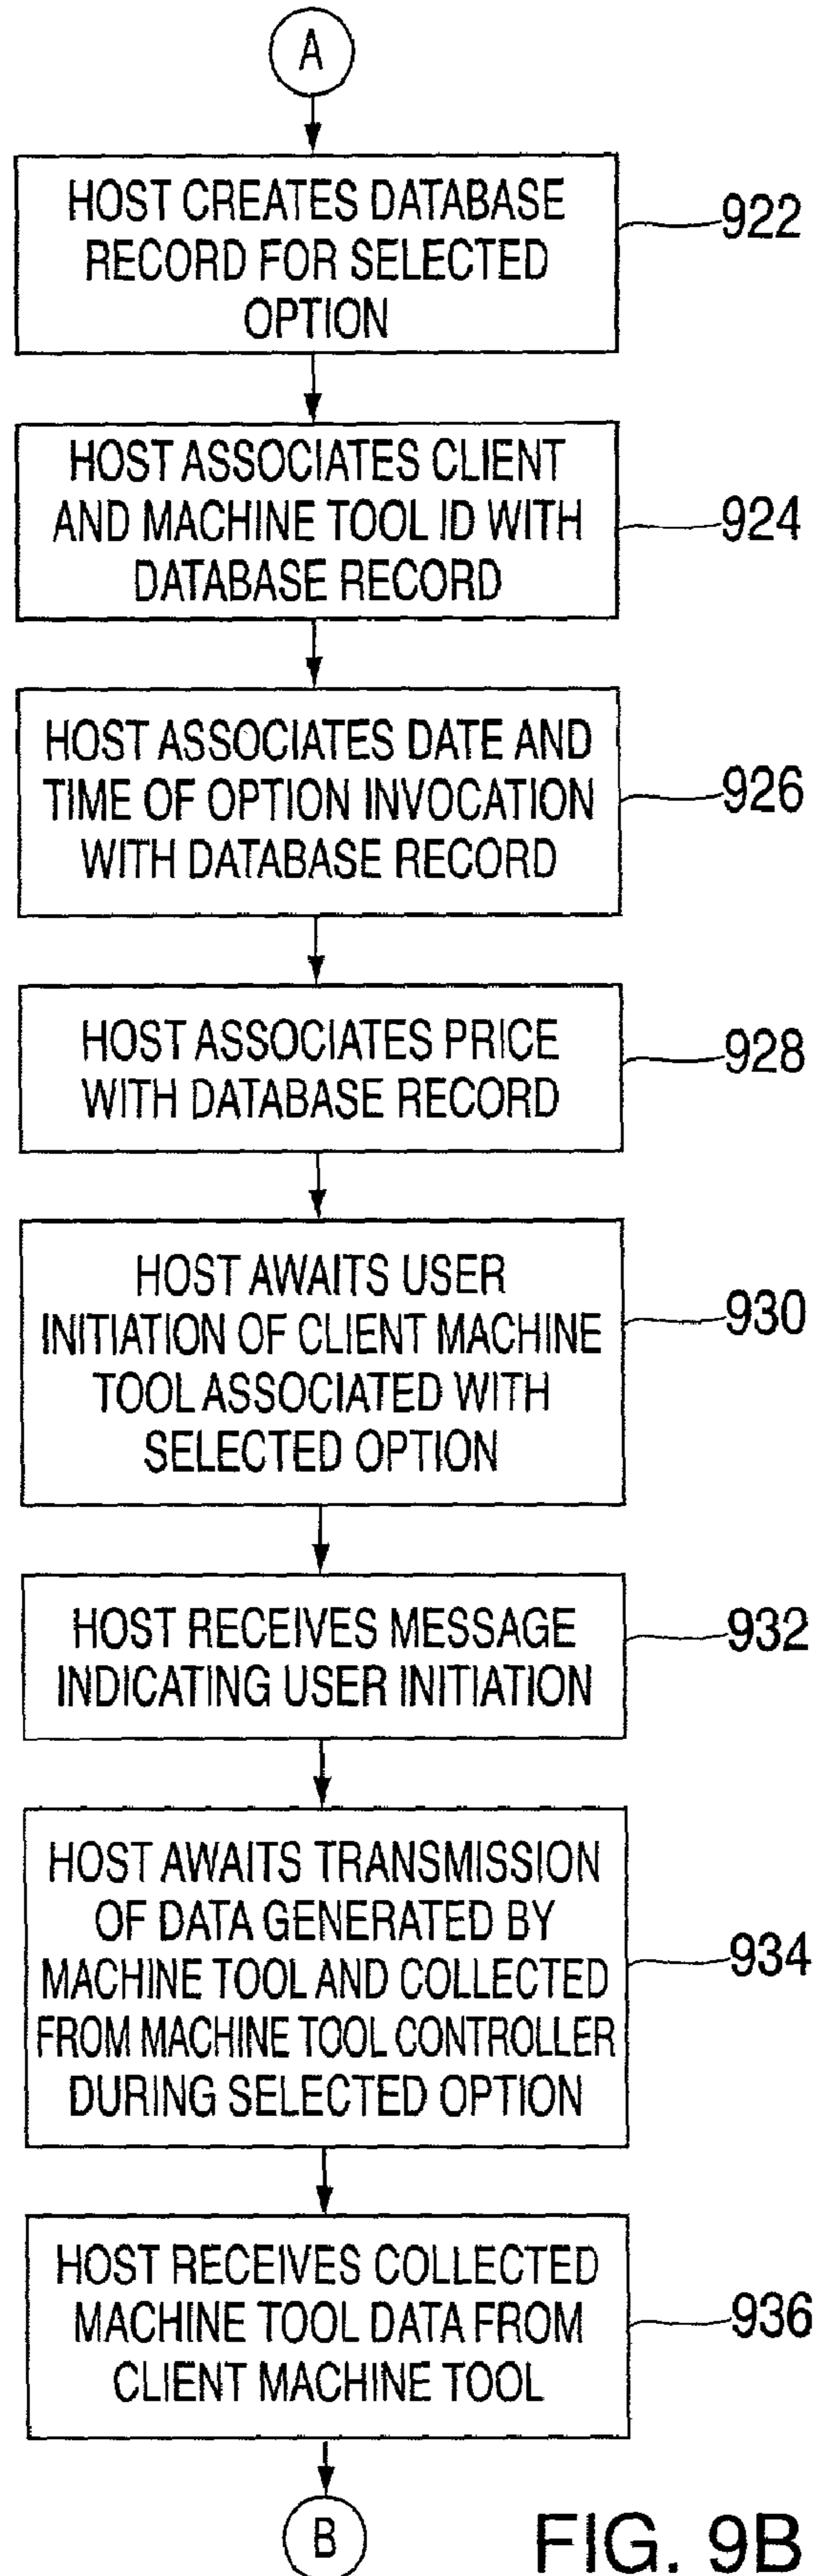 A
HOST CREATES DATABASE
RECORD FOR SELECTED
OPTION
922
HOST ASSOCIATES CLIENT
AND MACHINE TOOL ID WITH
DATABASE RECORD
924
HOST ASSOCIATES DATE AND
TIME OF OPTION INVOCATION
WITH DATABASE RECORD
926
HOST ASSOCIATES PRICE
WITH DATABASE RECORD
928
HOST AWAITS USER
INITIATION OF CLIENT MACHINE
TOOL ASSOCIATED WITH
SELECTED OPTION
930
HOST RECEIVES MESSAGE
INDICATING USER INITIATION
932
HOST AWAITS TRANSMISSION
OF DATA GENERATED BY
MACHINE TOOL AND COLLECTED
FROM MACHINE TOOL CONTROLLER
DURING SELECTED OPTION
934
HOST RECEIVES COLLECTED
MACHINE TOOL DATA FROM
CLIENT MACHINE TOOL
936
B
FIG. 9B